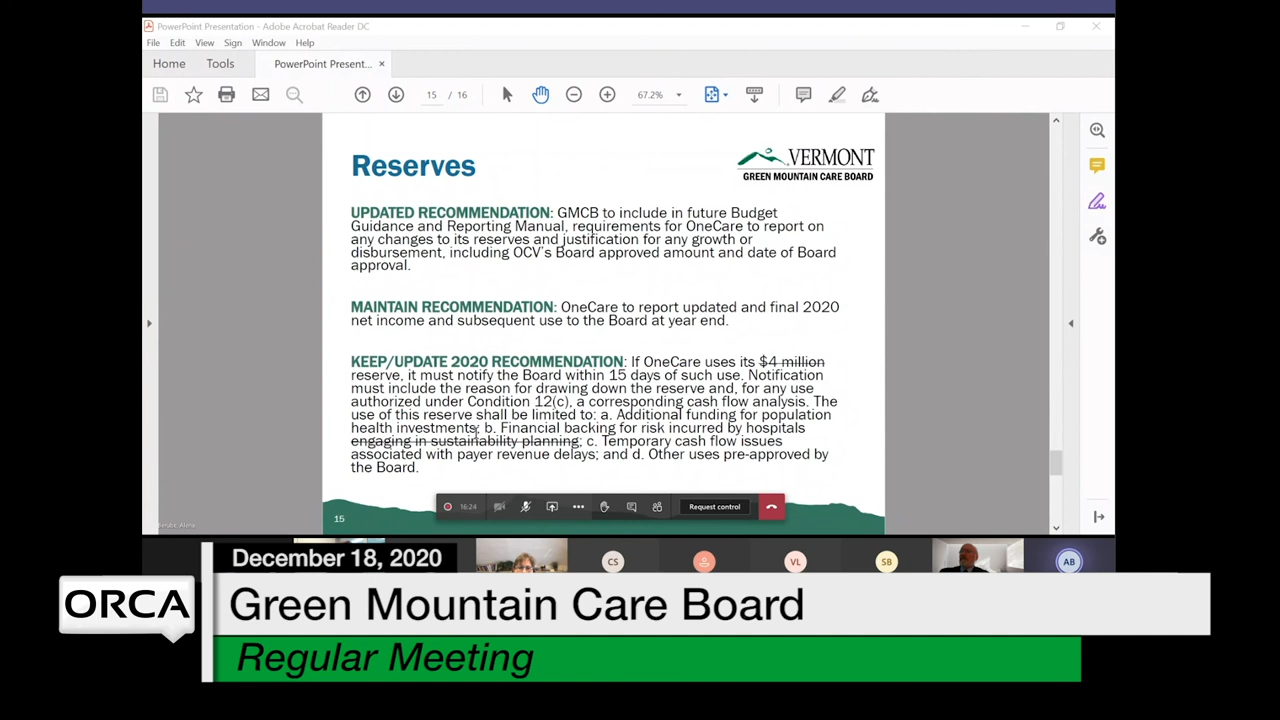 PowerPoint Presentation - Adobe Acrobat Reader DC
File Edit View Sign Window Help
Home Tools PowerPoint Present... ×
15 / 16 67.2%
Reserves
VERMONT
GREEN MOUNTAIN CARE BOARD
UPDATED RECOMMENDATION: GMCB to include in future Budget
Guidance and Reporting Manual, requirements for OneCare to report on
any changes to its reserves and justification for any growth or
disbursement, including OCV's Board approved amount and date of Board
approval.
MAINTAIN RECOMMENDATION: OneCare to report updated and final 2020
net income and subsequent use to the Board at year end.
KEEP/UPDATE 2020 RECOMMENDATION: If OneCare uses its $4 million
reserve, it must notify the Board within 15 days of such use. Notification
must include the reason for drawing down the reserve and, for any use
authorized under Condition 12(c), a corresponding cash flow analysis. The
use of this reserve shall be limited to: a. Additional funding for population
health investments; b. Financial backing for risk incurred by hospitals
engaging in sustainability planning; c. Temporary cash flow issues
associated with payer revenue delays; and d. Other uses pre-approved by
the Board.
15
16:24 Request control
Berube, Alena
CS VL SB AB
December 18, 2020
ORCA
Green Mountain Care Board
Regular Meeting